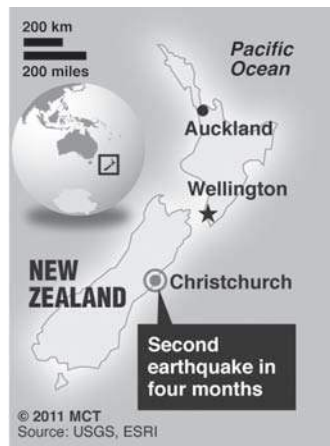 200 km
200 miles
Pacific
Ocean
Auckland
Wellington
NEW
ZEALAND
Christchurch
Second
earthquake in
four months
© 2011 MCT
Source: USGS, ESRI